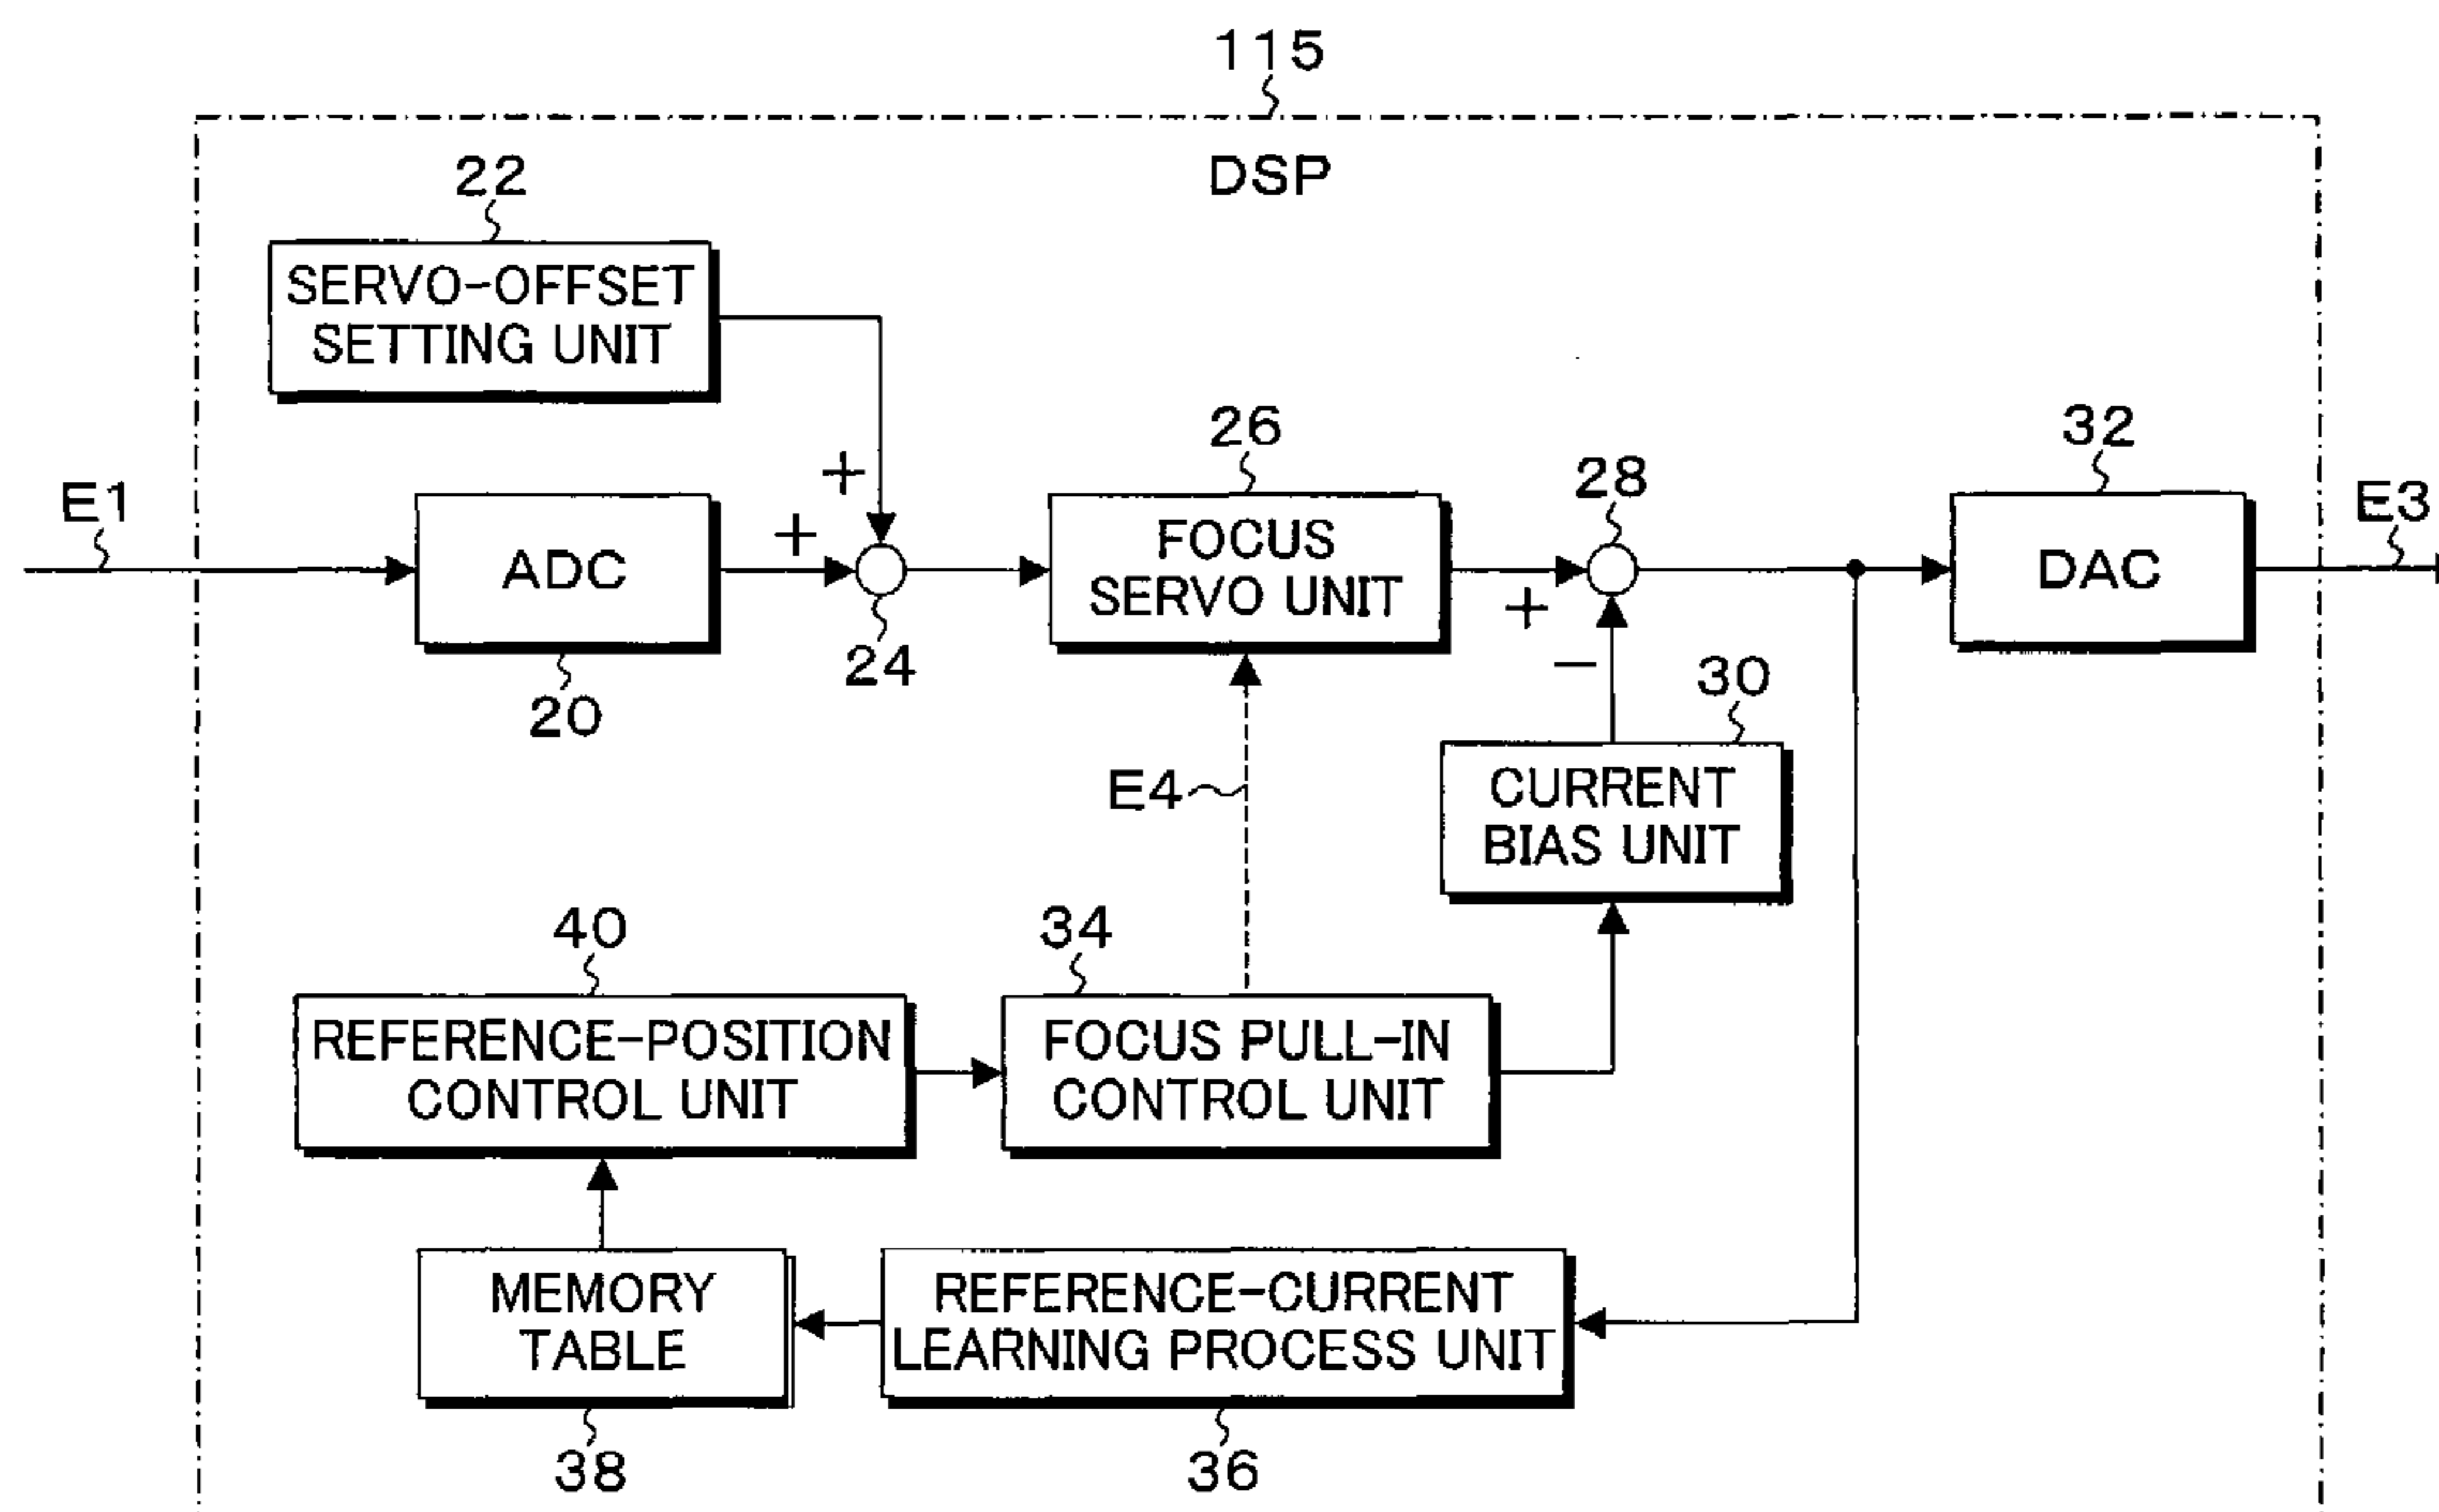 115
DSP
22
SERVO-OFFSET
SETTING UNIT
+
26
32
28
E1
ADC
+
FOCUS
SERVO UNIT
+
DAC
E3
24
20
−
30
E4
CURRENT
BIAS UNIT
40
34
REFERENCE-POSITION
CONTROL UNIT
FOCUS PULL-IN
CONTROL UNIT
MEMORY
TABLE
REFERENCE-CURRENT
LEARNING PROCESS UNIT
38
36